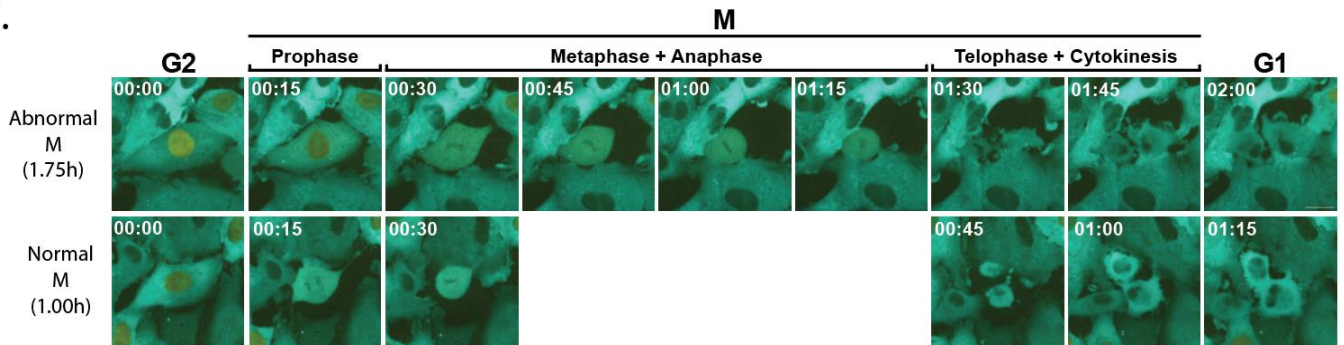 .
M
G2 Prophase Metaphase + Anaphase Telophase + Cytokinesis G1
Abnormal
M
(1.75h)
00:00 00:15 00:30 00:45 01:00 01:15 01:30 01:45 02:00
Normal
M
(1.00h)
00:00 00:15 00:30 00:45 01:00 01:15